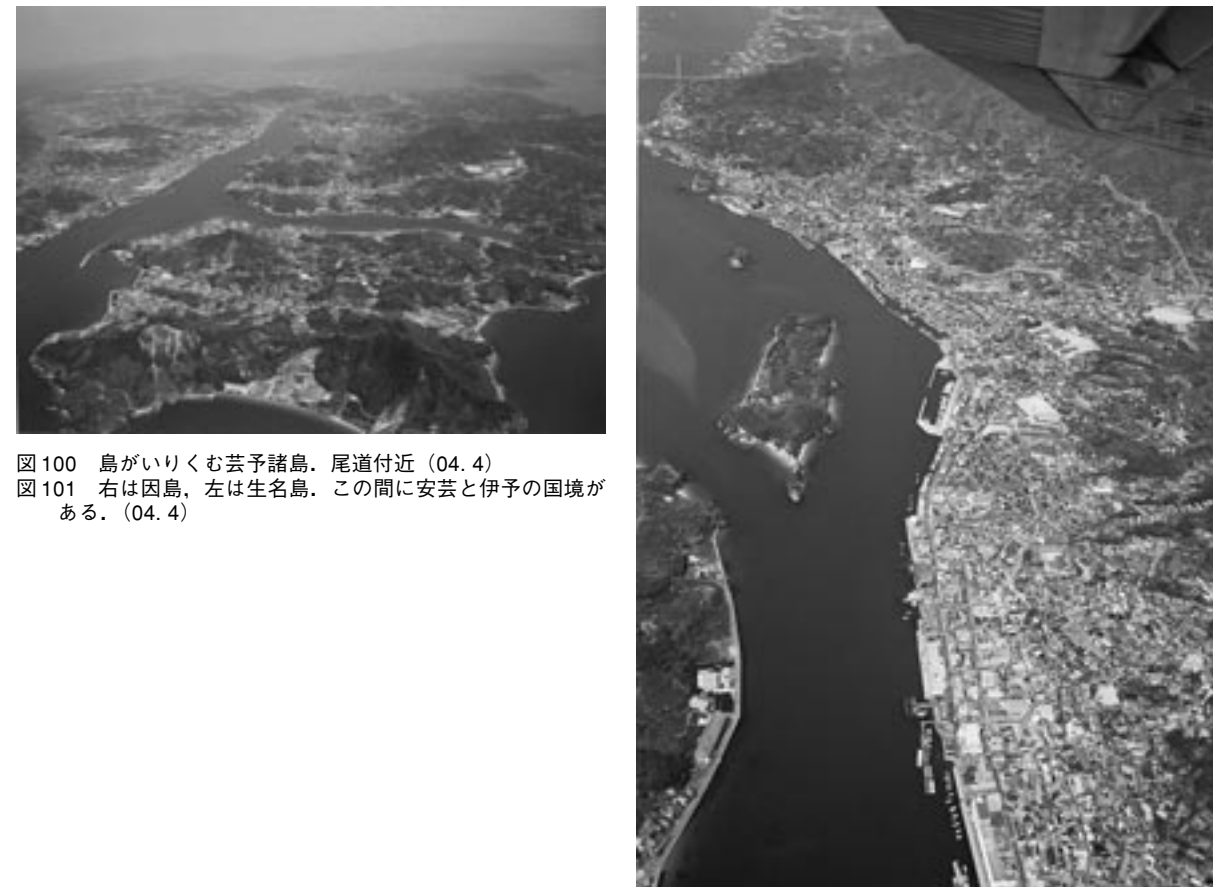 図100　島がいりくむ芸予諸島．尾道付近（04. 4）
図101　右は因島，左は生名島．この間に安芸と伊予の国境が
ある．（04. 4）